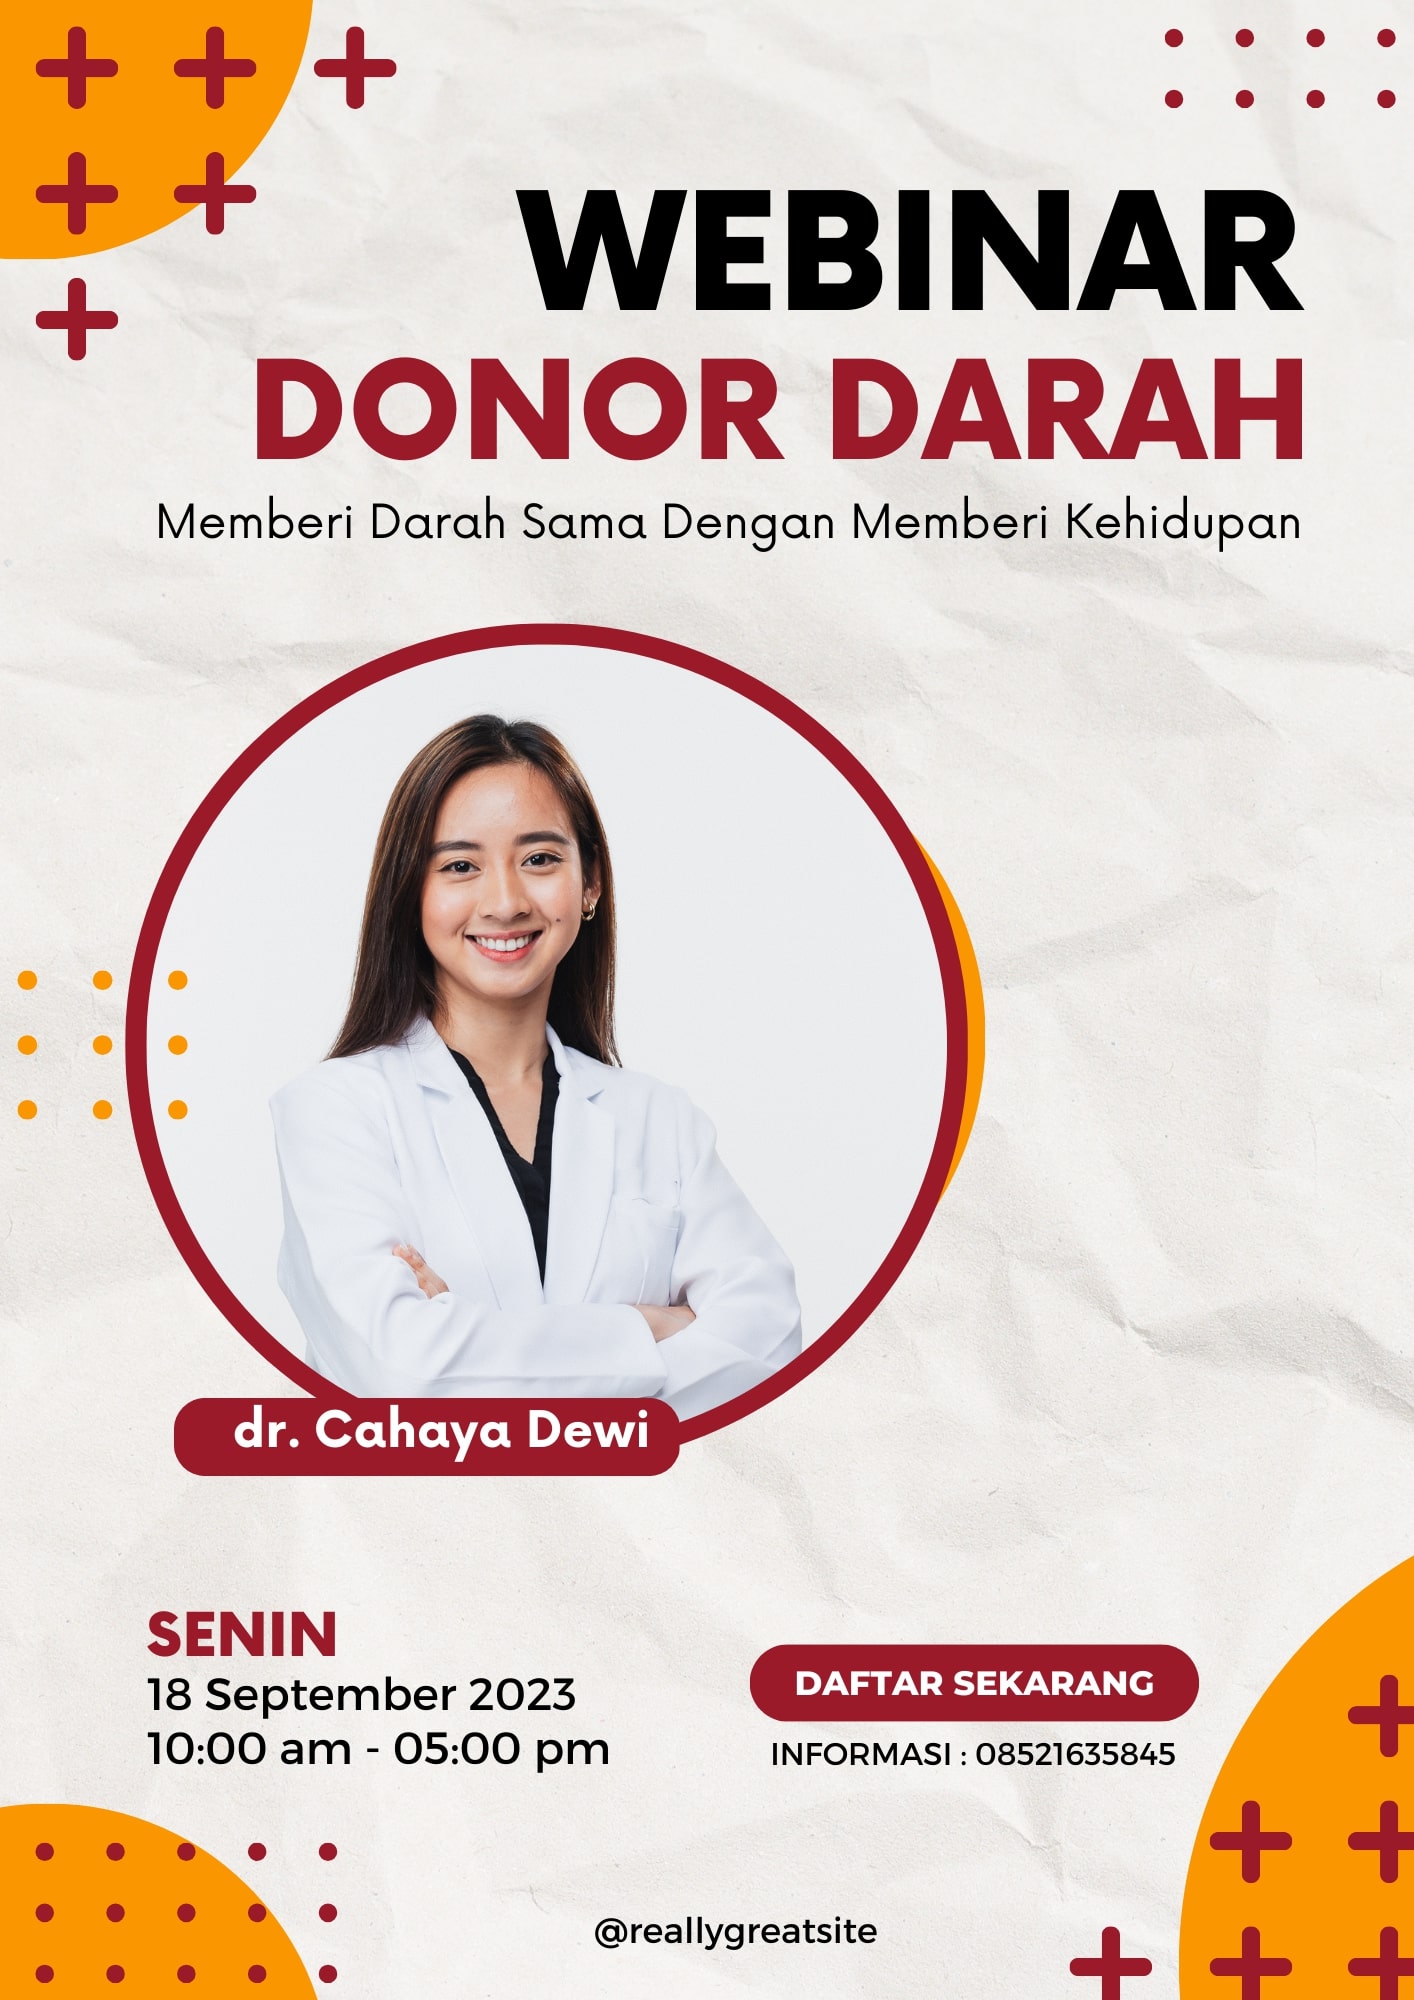 WEBINAR
DONOR DARAH
Memberi Darah Sama Dengan Memberi Kehidupan
dr. Cahaya Dewi
SENIN
18 September 2023
10:00 am - 05:00 pm
DAFTAR SEKARANG
INFORMASI : 08521635845
@reallygreatsite